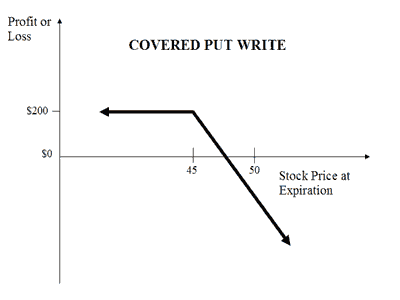 Profit or
Loss
COVERED PUT WRITE
$200
$0
45
50
Stock Price at
Expiration